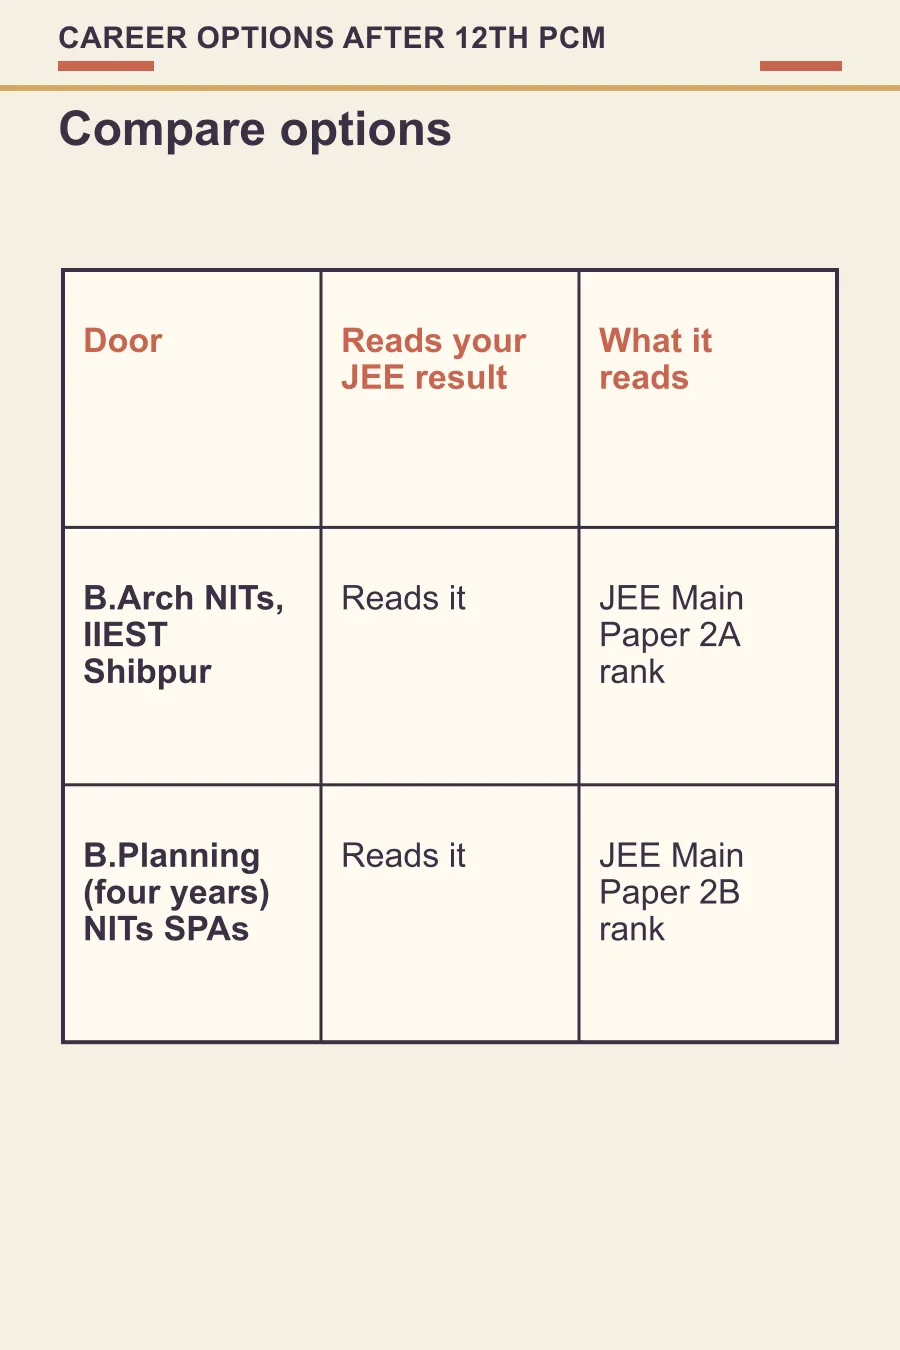 CAREER OPTIONS AFTER 12TH PCM
Compare options
Door
Reads your
JEE result
What it
reads
B.Arch NITs,
IIEST
Shibpur
Reads it
JEE Main
Paper 2A
rank
B.Planning
(four years)
NITs SPAs
Reads it
JEE Main
Paper 2B
rank